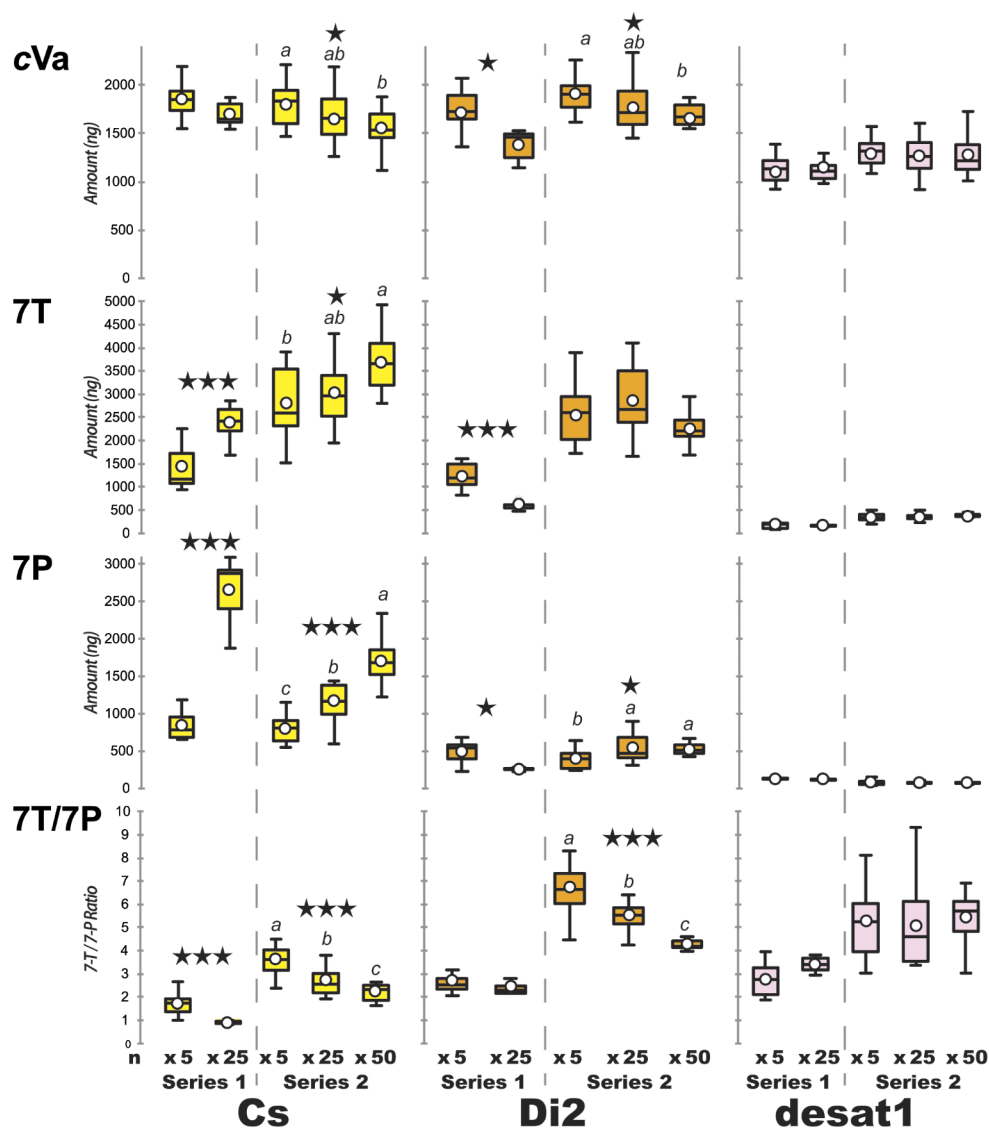 cVa
Amount (ng)
2000
1500
1000
500
0
★
a
ab
b
★
★
a
ab
b
7T
Amount (ng)
5000
4500
4000
3500
3000
2500
2000
1500
1000
500
0
★★★
★
b
ab
a
★★★
7P
Amount (ng)
3000
2500
2000
1500
1000
500
0
★★★
★★★
c
b
a
★
★
b
a
a
7T/7P
7-T / 7-P Ratio
10
9
8
7
6
5
4
3
2
1
0
★★★
★★★
a
b
c
★★★
a
b
c
n x 5 x 25 x 5 x 25 x 50 x 5 x 25 x 5 x 25 x 50 x 5 x 25 x 5 x 25 x 50
Series 1 Series 2 Series 1 Series 2 Series 1 Series 2
Cs Di2 desat1